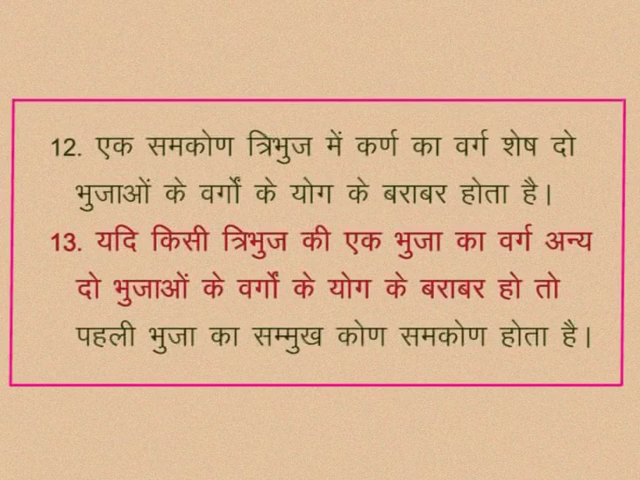 12. एक समकोण त्रिभुज में कर्ण का वर्ग शेष दो
भुजाओं के वर्गों के योग के बराबर होता है।
13. यदि किसी त्रिभुज की एक भुजा का वर्ग अन्य
दो भुजाओं के वर्गों के योग के बराबर हो तो
पहली भुजा का सम्मुख कोण समकोण होता है।